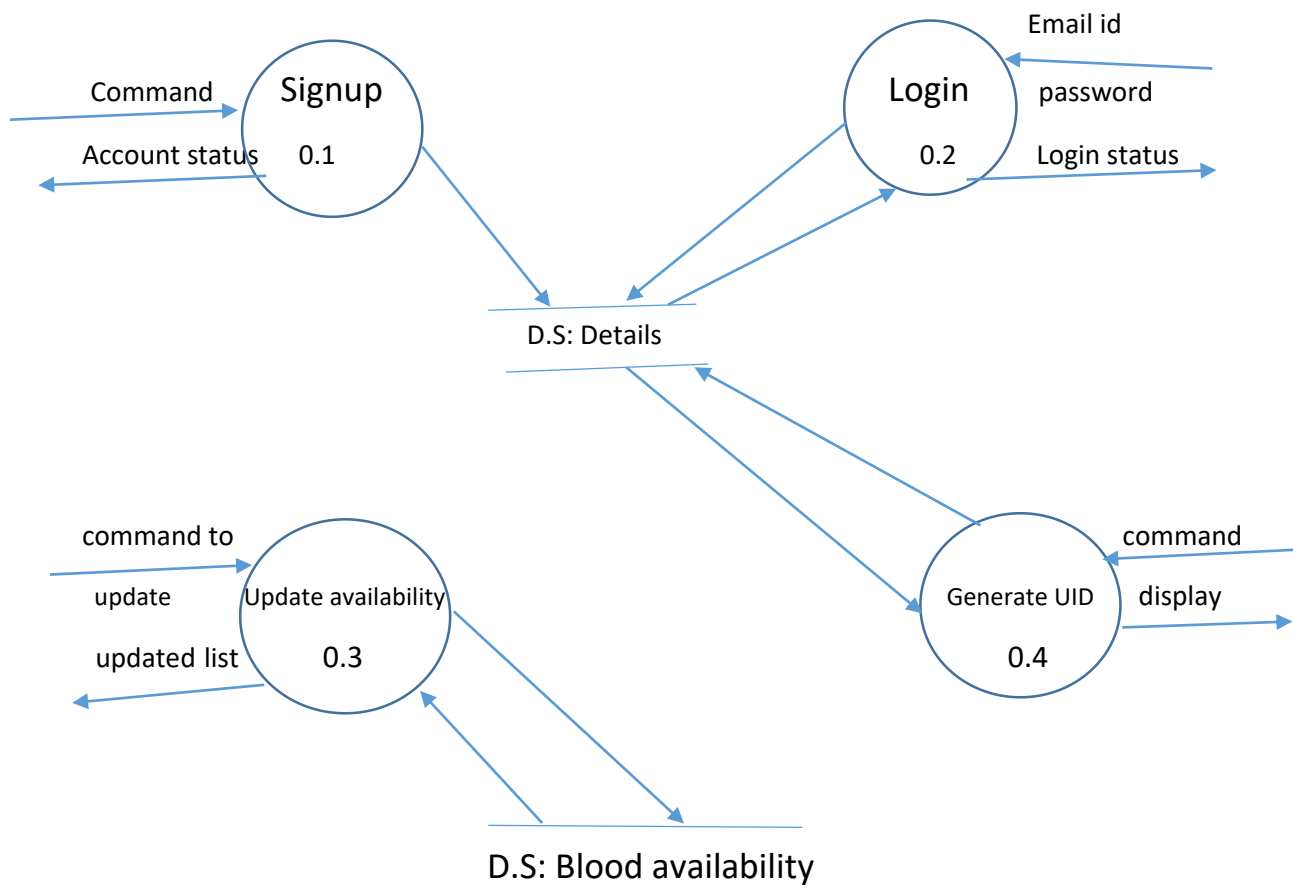 Command
Signup
Account status
0.1
Email id
Login
password
0.2
Login status
D.S: Details
command to
update
Update availability
updated list
0.3
command
Generate UID
display
0.4
D.S: Blood availability